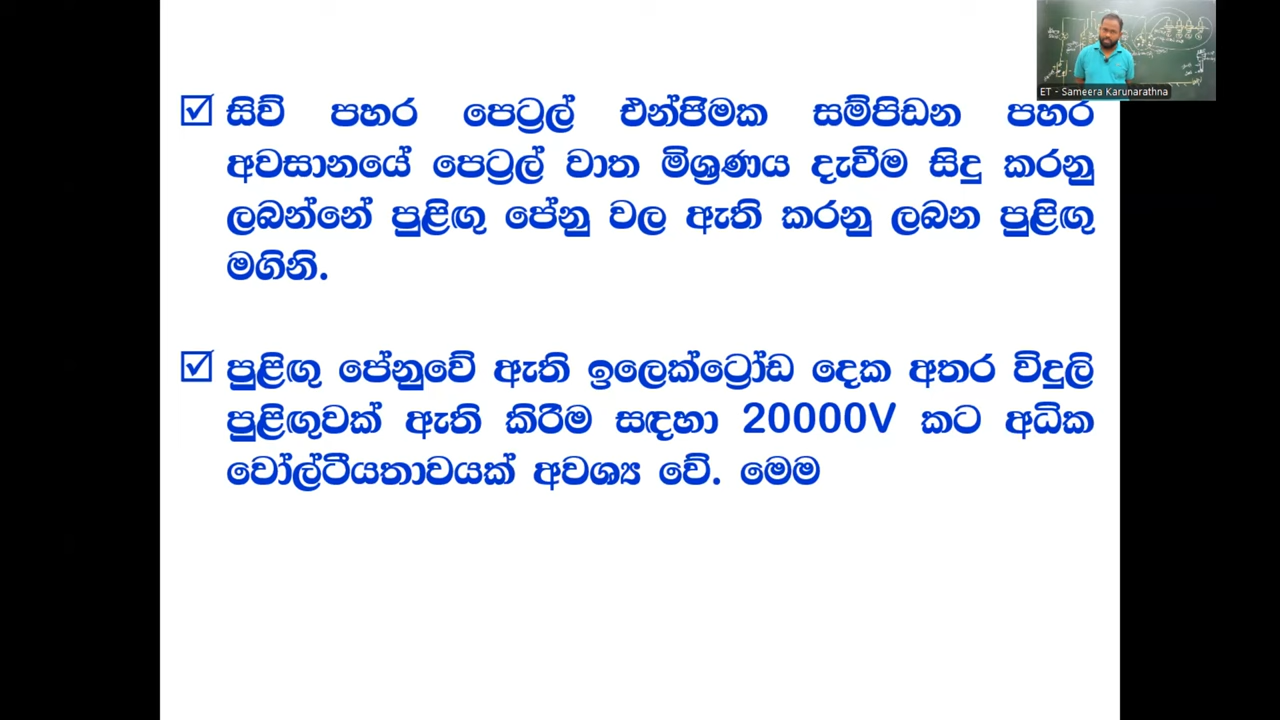 ET - Sameera Karunarathna
සිව් පහර පෙට්‍රල් එන්ජිමක සම්පිඩන පහර
අවසානයේ පෙට්‍රල් වාත මිශ්‍රණය දැවීම සිදු කරනු
ලබන්නේ පුළිඟු පේනු වල ඇති කරනු ලබන පුළිඟු
මගිනි.
පුළිඟු පේනුවේ ඇති ඉලෙක්ට්‍රෝඩ දෙක අතර විදුලි
පුළිඟුවක් ඇති කිරීම සඳහා 20000V කට අධික
වෝල්ටීයතාවයක් අවශ්‍ය වේ. මෙම